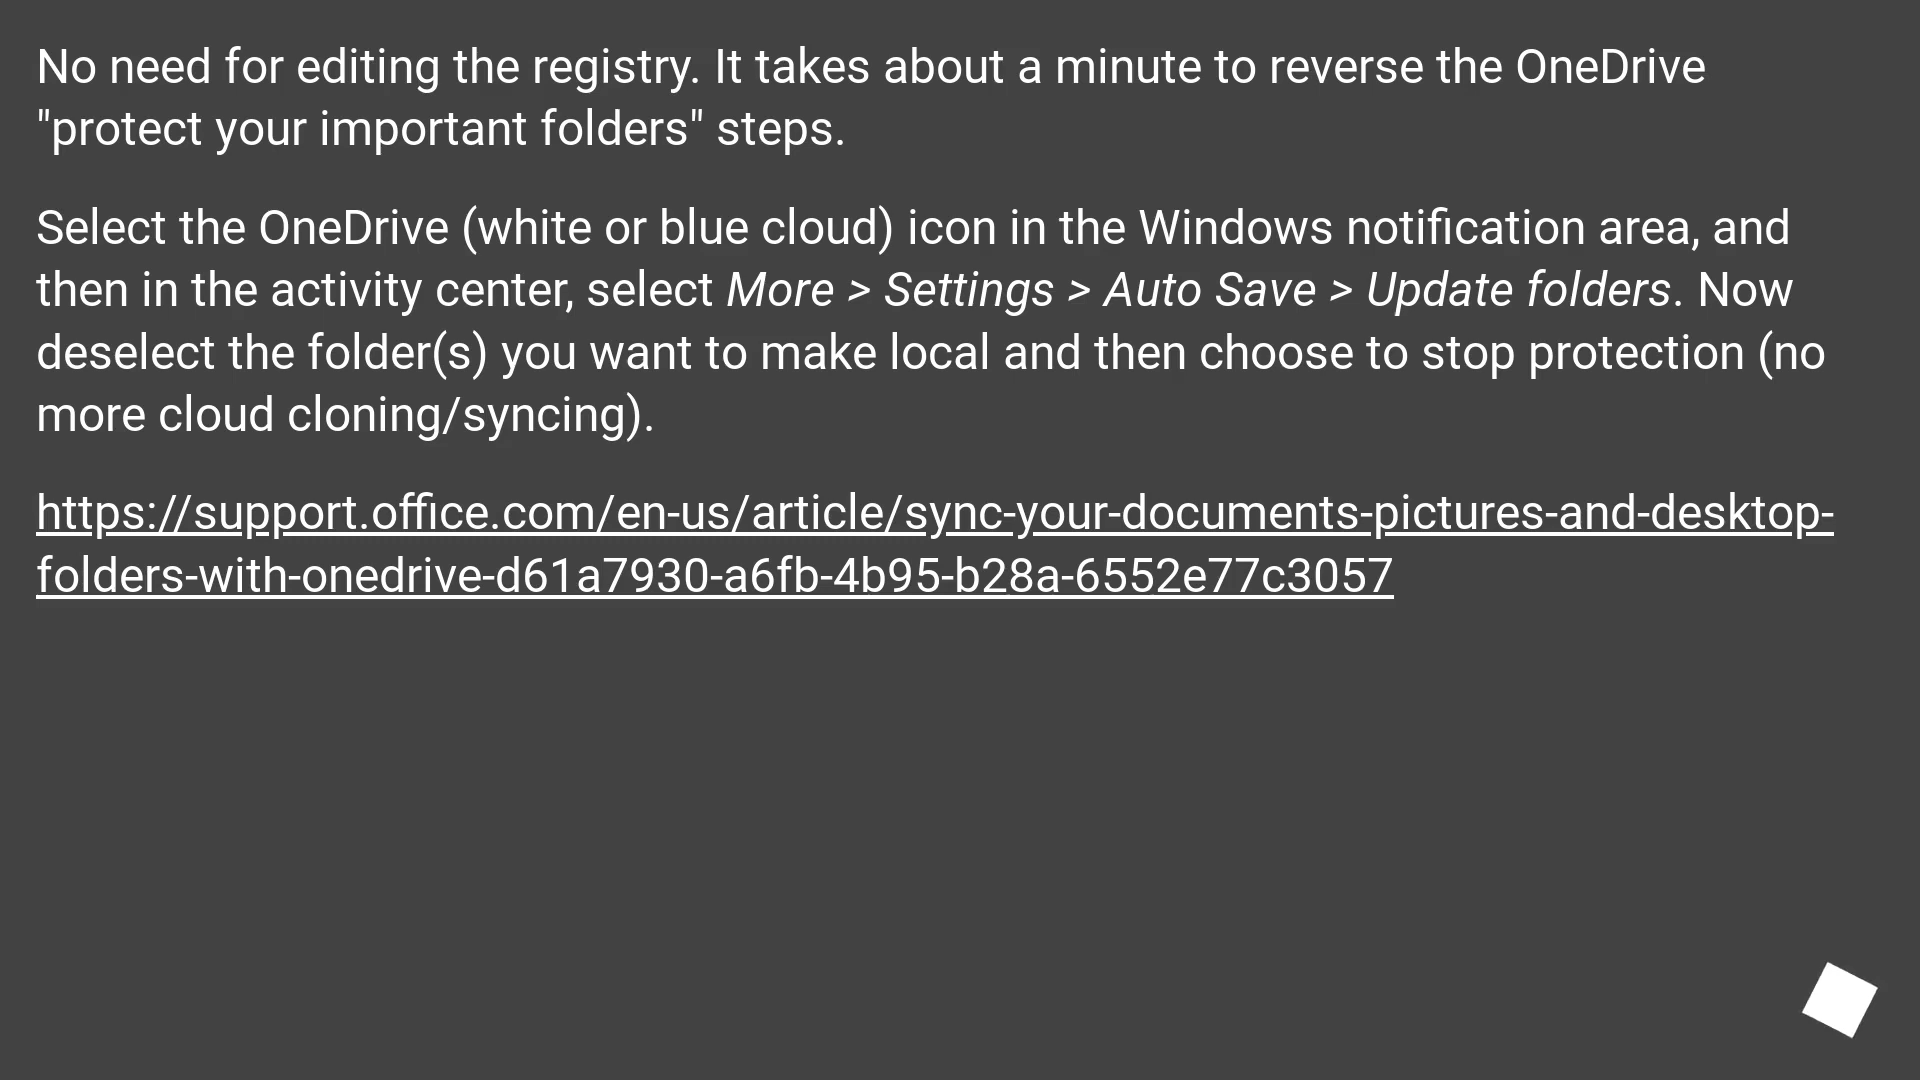 No need for editing the registry. It takes about a minute to reverse the OneDrive
"protect your important folders" steps.
Select the OneDrive (white or blue cloud) icon in the Windows notification area, and
then in the activity center, select More > Settings > Auto Save > Update folders. Now
deselect the folder(s) you want to make local and then choose to stop protection (no
more cloud cloning/syncing).
https://support.office.com/en-us/article/sync-your-documents-pictures-and-desktop-
folders-with-onedrive-d61a7930-a6fb-4b95-b28a-6552e77c3057